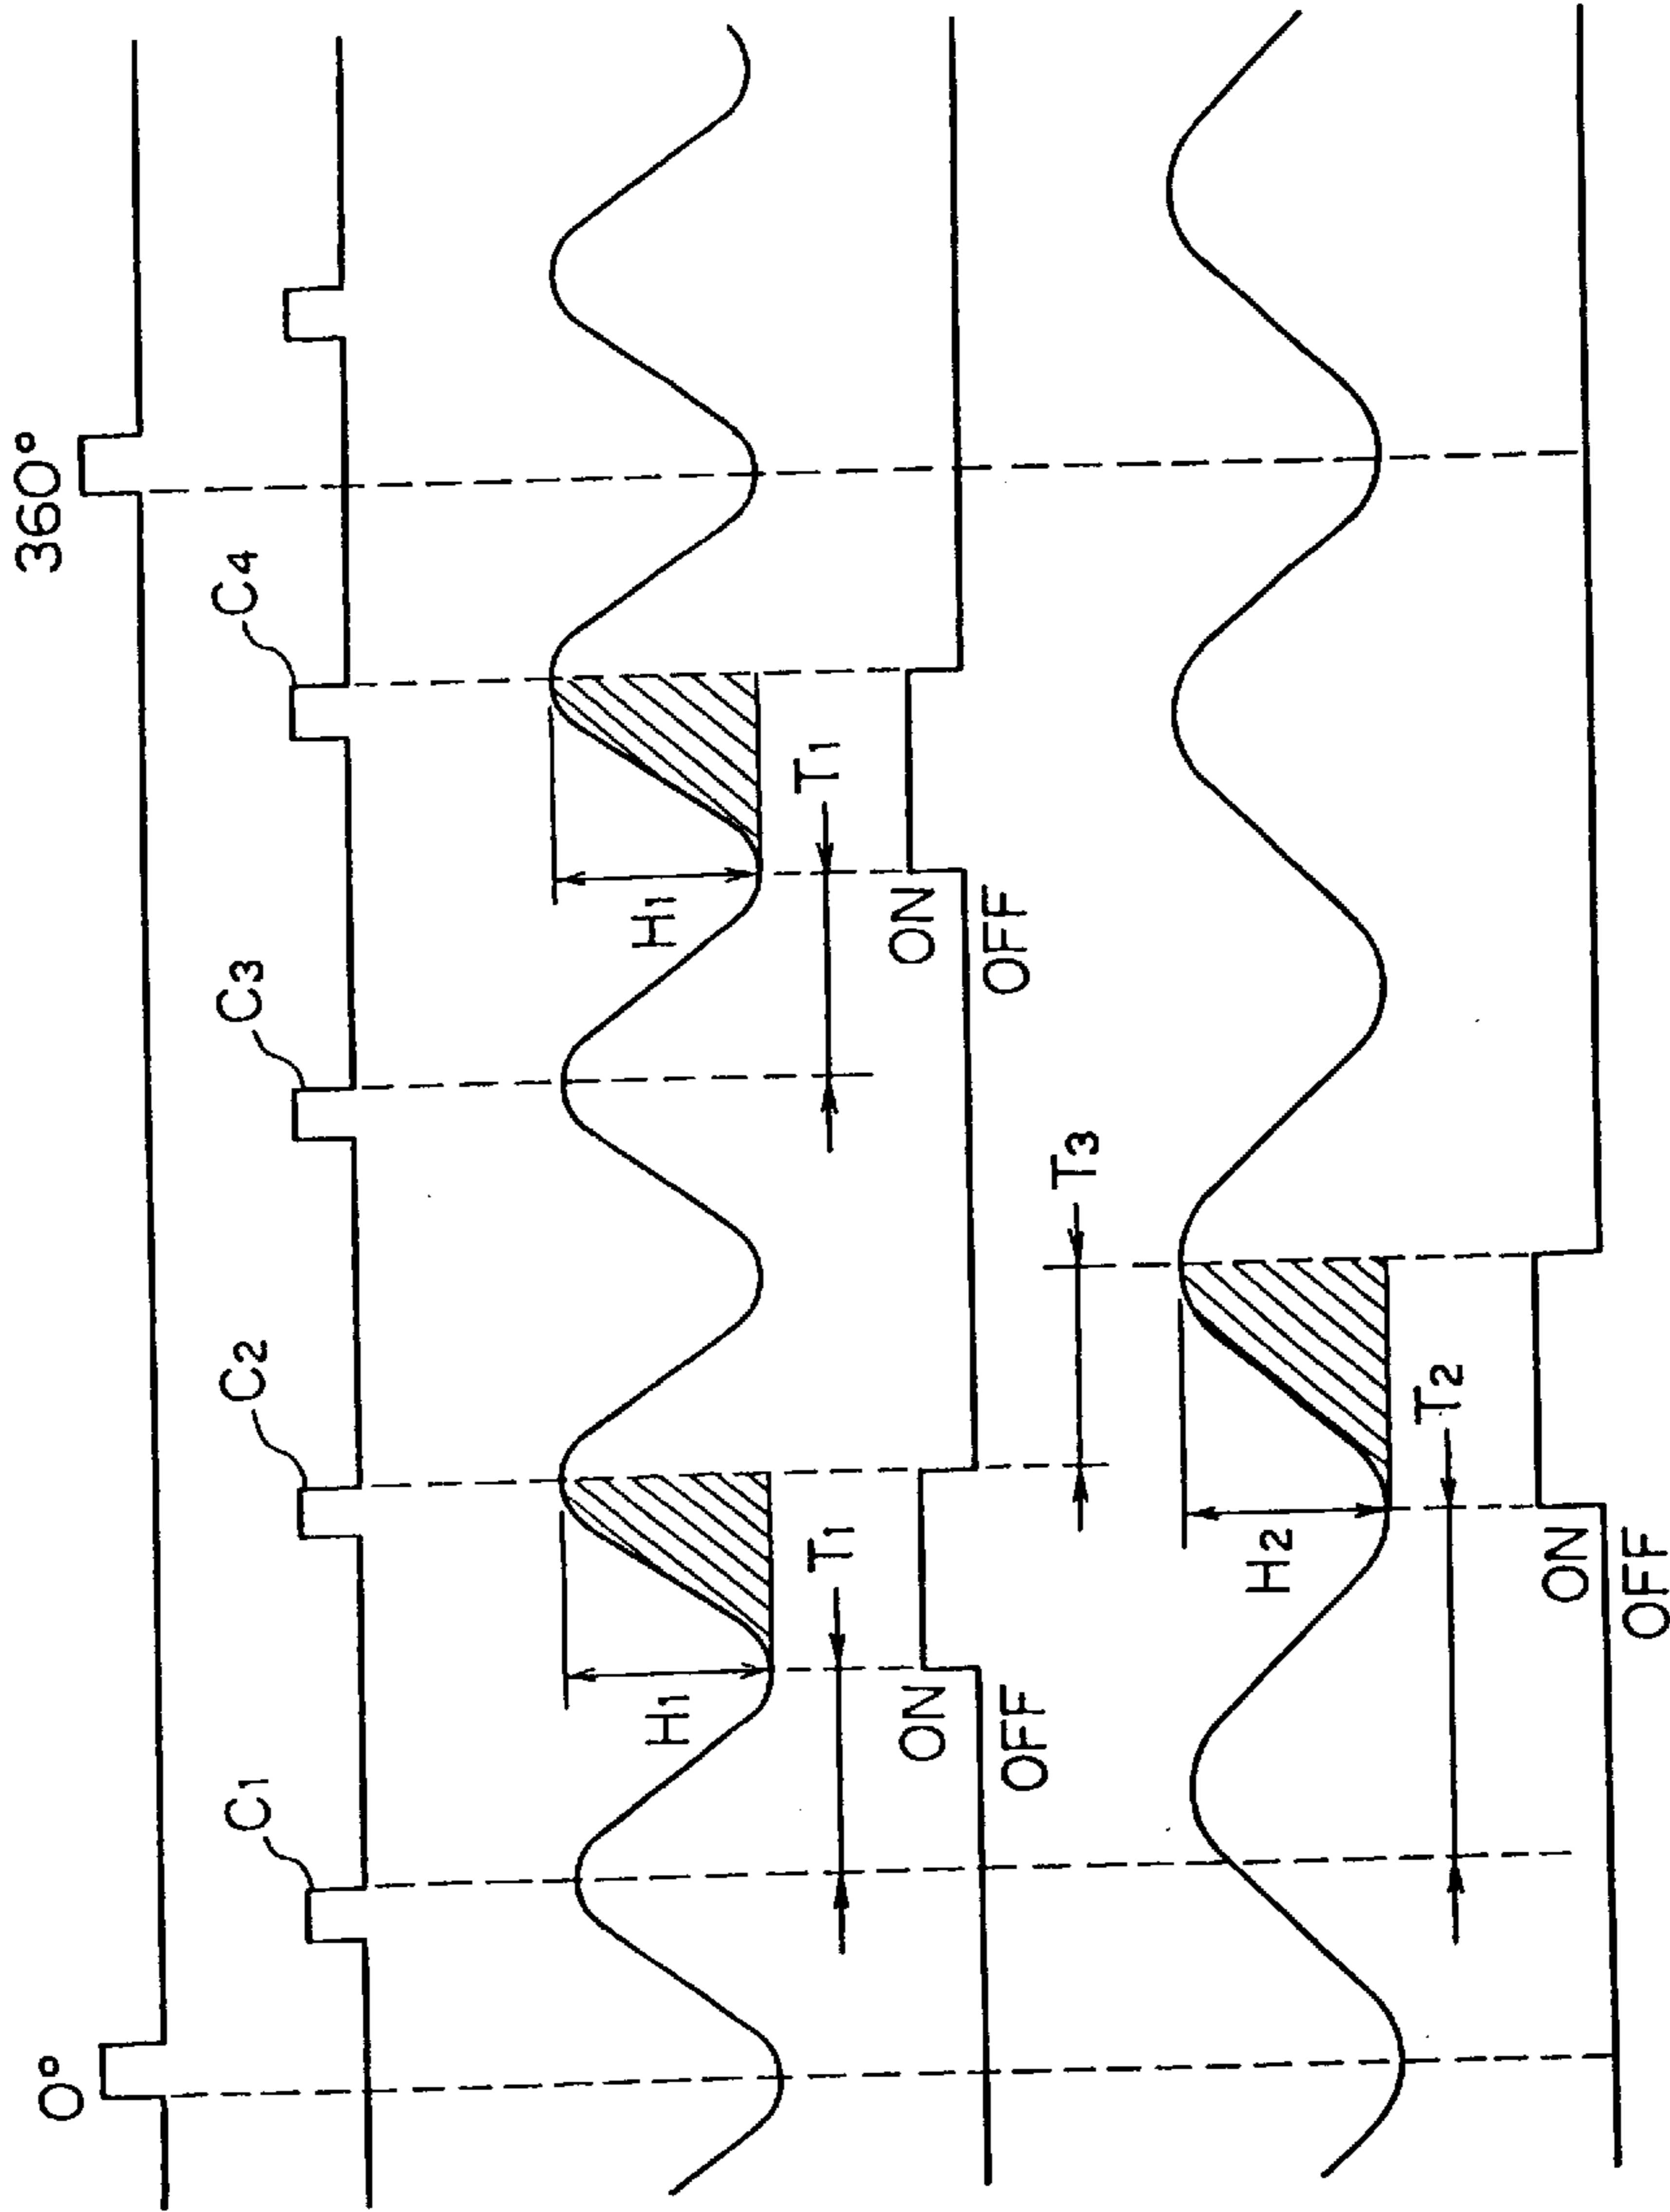 0° 360°
C1 C2 C3 C4
H1 H1
T1 T1
ON ON
OFF OFF
T3
H2
T2
ON
OFF